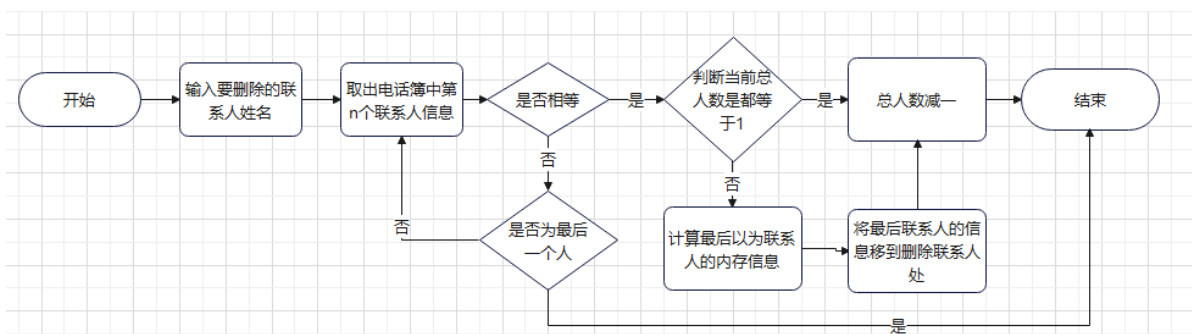 开始
输入要删除的联
系人姓名
取出电话簿中第
n个联系人信息
是否相等
是
判断当前总
人数是都等
于1
是
总人数减一
结束
否
否
否
是否为最后
一个人
计算最后以为联系
人的内存信息
将最后联系人的信
息移到删除联系人
处
是